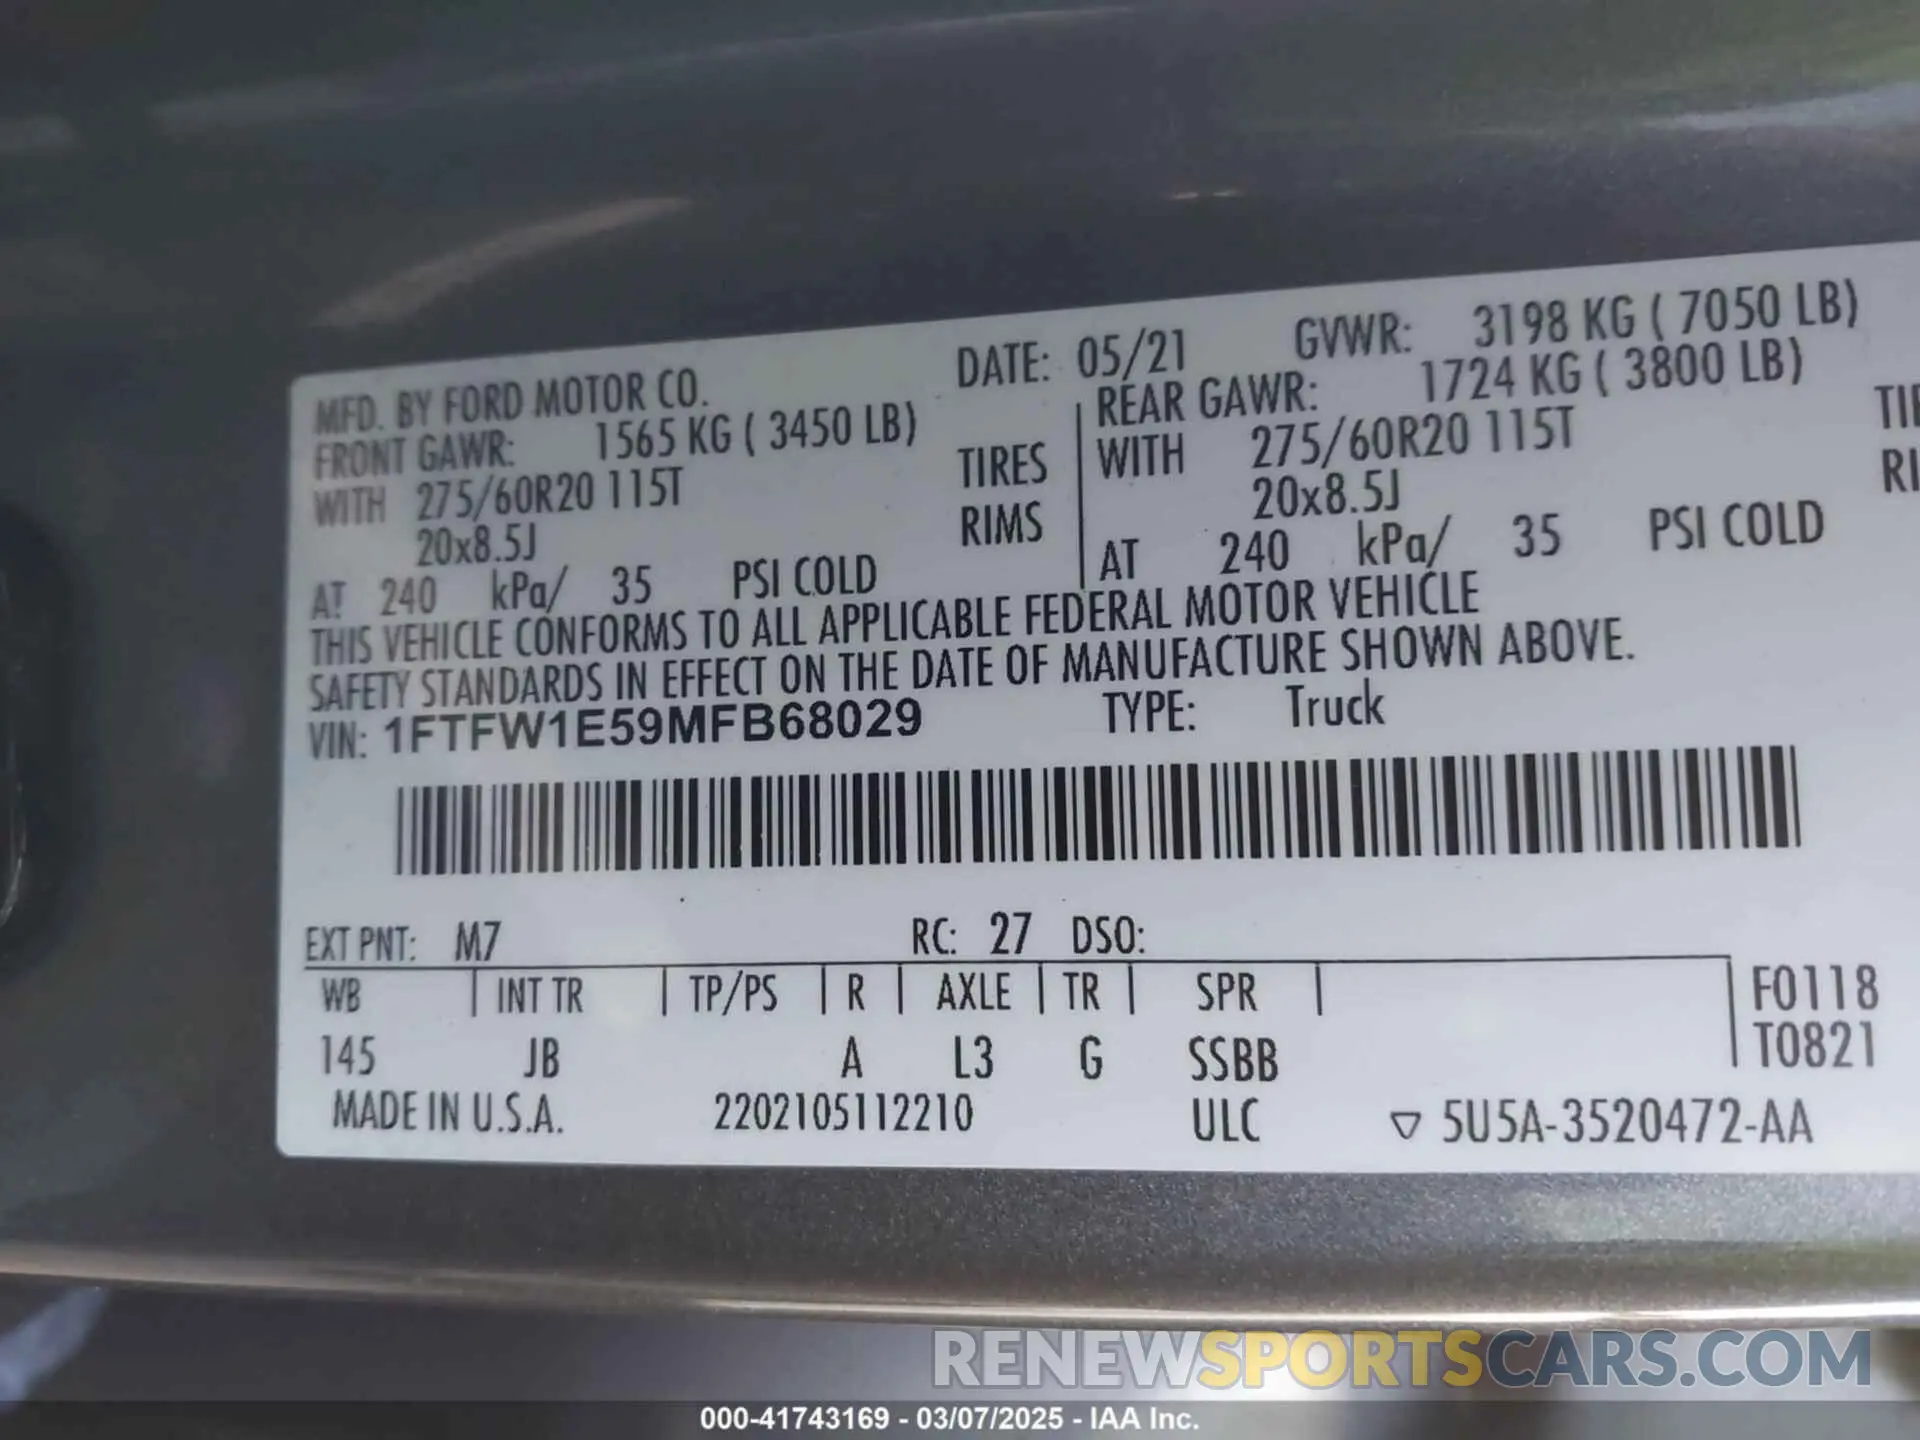 MFD. BY FORD MOTOR CO. DATE: 05/21 GVWR: 3198 KG ( 7050 LB)
FRONT GAWR: 1565 KG ( 3450 LB) REAR GAWR: 1724 KG ( 3800 LB)
WITH 275/60R20 115T TIRES WITH 275/60R20 115T
20x8.5J RIMS 20x8.5J
AT 240 kPa/ 35 PSI COLD AT 240 kPa/ 35 PSI COLD
THIS VEHICLE CONFORMS TO ALL APPLICABLE FEDERAL MOTOR VEHICLE
SAFETY STANDARDS IN EFFECT ON THE DATE OF MANUFACTURE SHOWN ABOVE.
VIN: 1FTFW1E59MFB68029 TYPE: Truck
EXT PNT: M7 RC: 27 DSO:
WB INT TR TP/PS R AXLE TR SPR F0118
145 JB A L3 G SSBB T0821
MADE IN U.S.A. 2202105112210 ULC ▽ 5U5A-3520472-AA
RENEWSPORTSCARS.COM
000-41743169 - 03/07/2025 - IAA Inc.